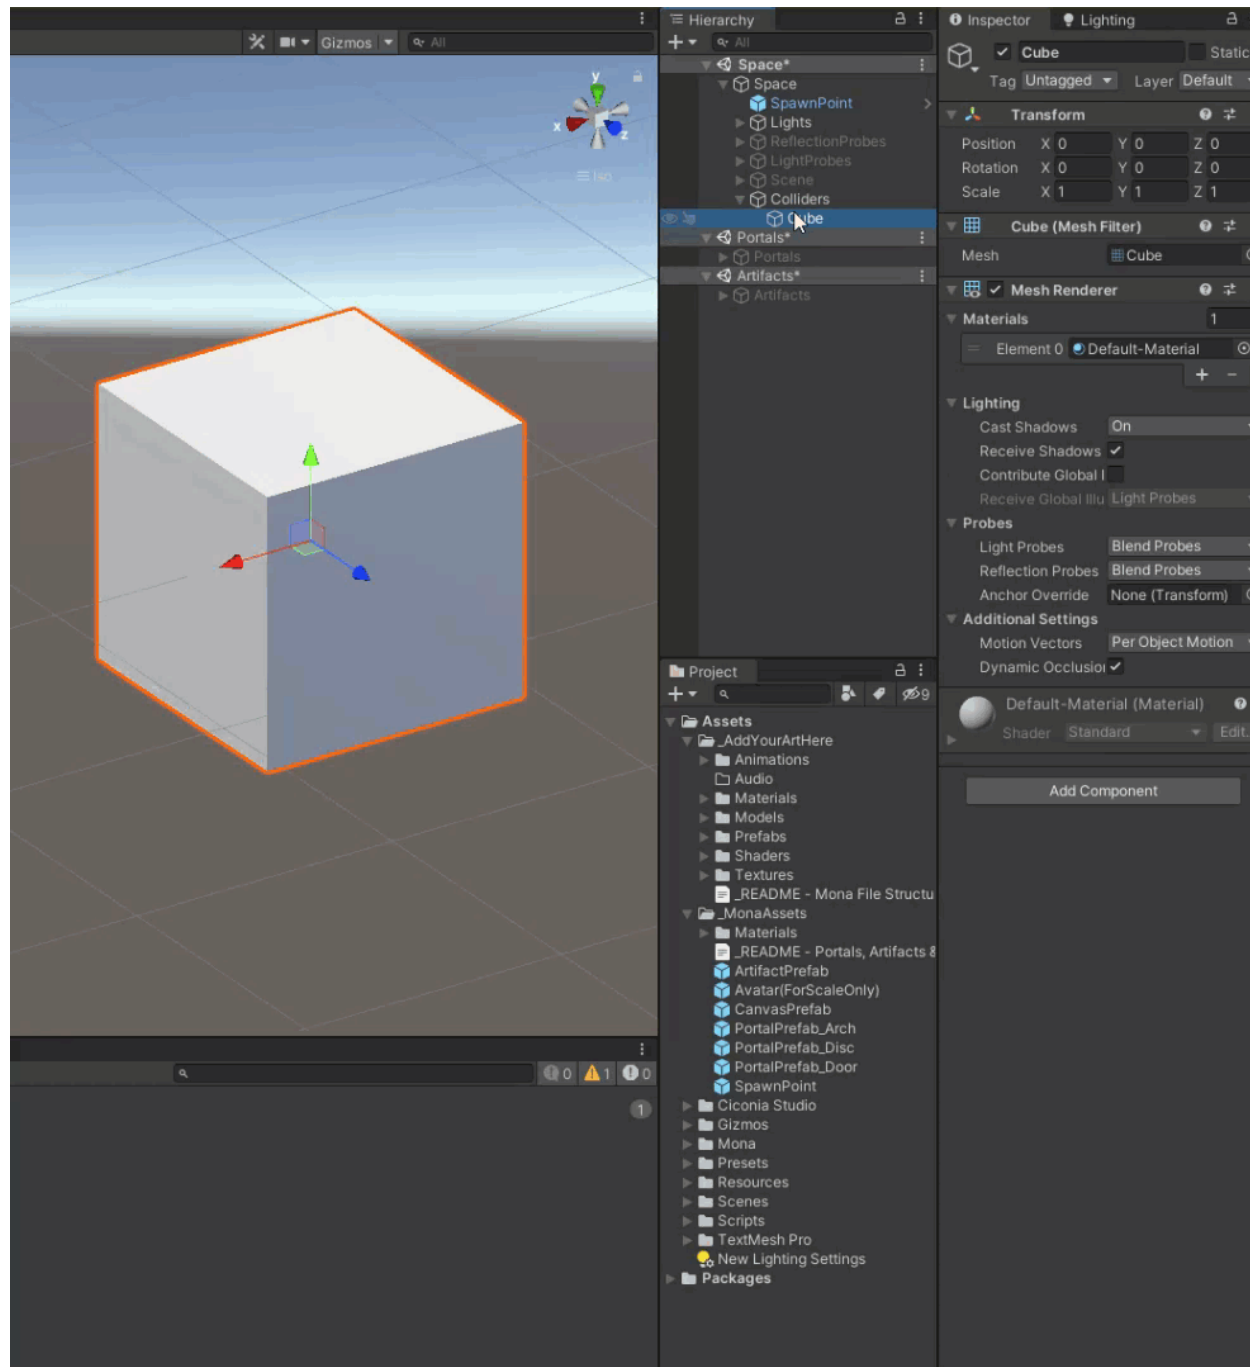 Gizmos
All
y
x
z
Iso
0 1 0
1
Hierarchy
All
Space*
Space
SpawnPoint
Lights
ReflectionProbes
LightProbes
Scene
Colliders
Cube
Portals*
Portals
Artifacts*
Artifacts
Project
9
Assets
_AddYourArtHere
Animations
Audio
Materials
Models
Prefabs
Shaders
Textures
_README - Mona File Structu
_MonaAssets
Materials
_README - Portals, Artifacts &
ArtifactPrefab
Avatar(ForScaleOnly)
CanvasPrefab
PortalPrefab_Arch
PortalPrefab_Disc
PortalPrefab_Door
SpawnPoint
Ciconia Studio
Gizmos
Mona
Presets
Resources
Scenes
Scripts
TextMesh Pro
New Lighting Settings
Packages
Inspector Lighting
Cube Static
Tag Untagged Layer Default
Transform
Position X 0 Y 0 Z 0
Rotation X 0 Y 0 Z 0
Scale X 1 Y 1 Z 1
Cube (Mesh Filter)
Mesh Cube
Mesh Renderer
Materials 1
Element 0 Default-Material
Lighting
Cast Shadows On
Receive Shadows
Contribute Global I
Receive Global Illu Light Probes
Probes
Light Probes Blend Probes
Reflection Probes Blend Probes
Anchor Override None (Transform)
Additional Settings
Motion Vectors Per Object Motion
Dynamic Occlusion
Default-Material (Material)
Shader Standard Edit.
Add Component